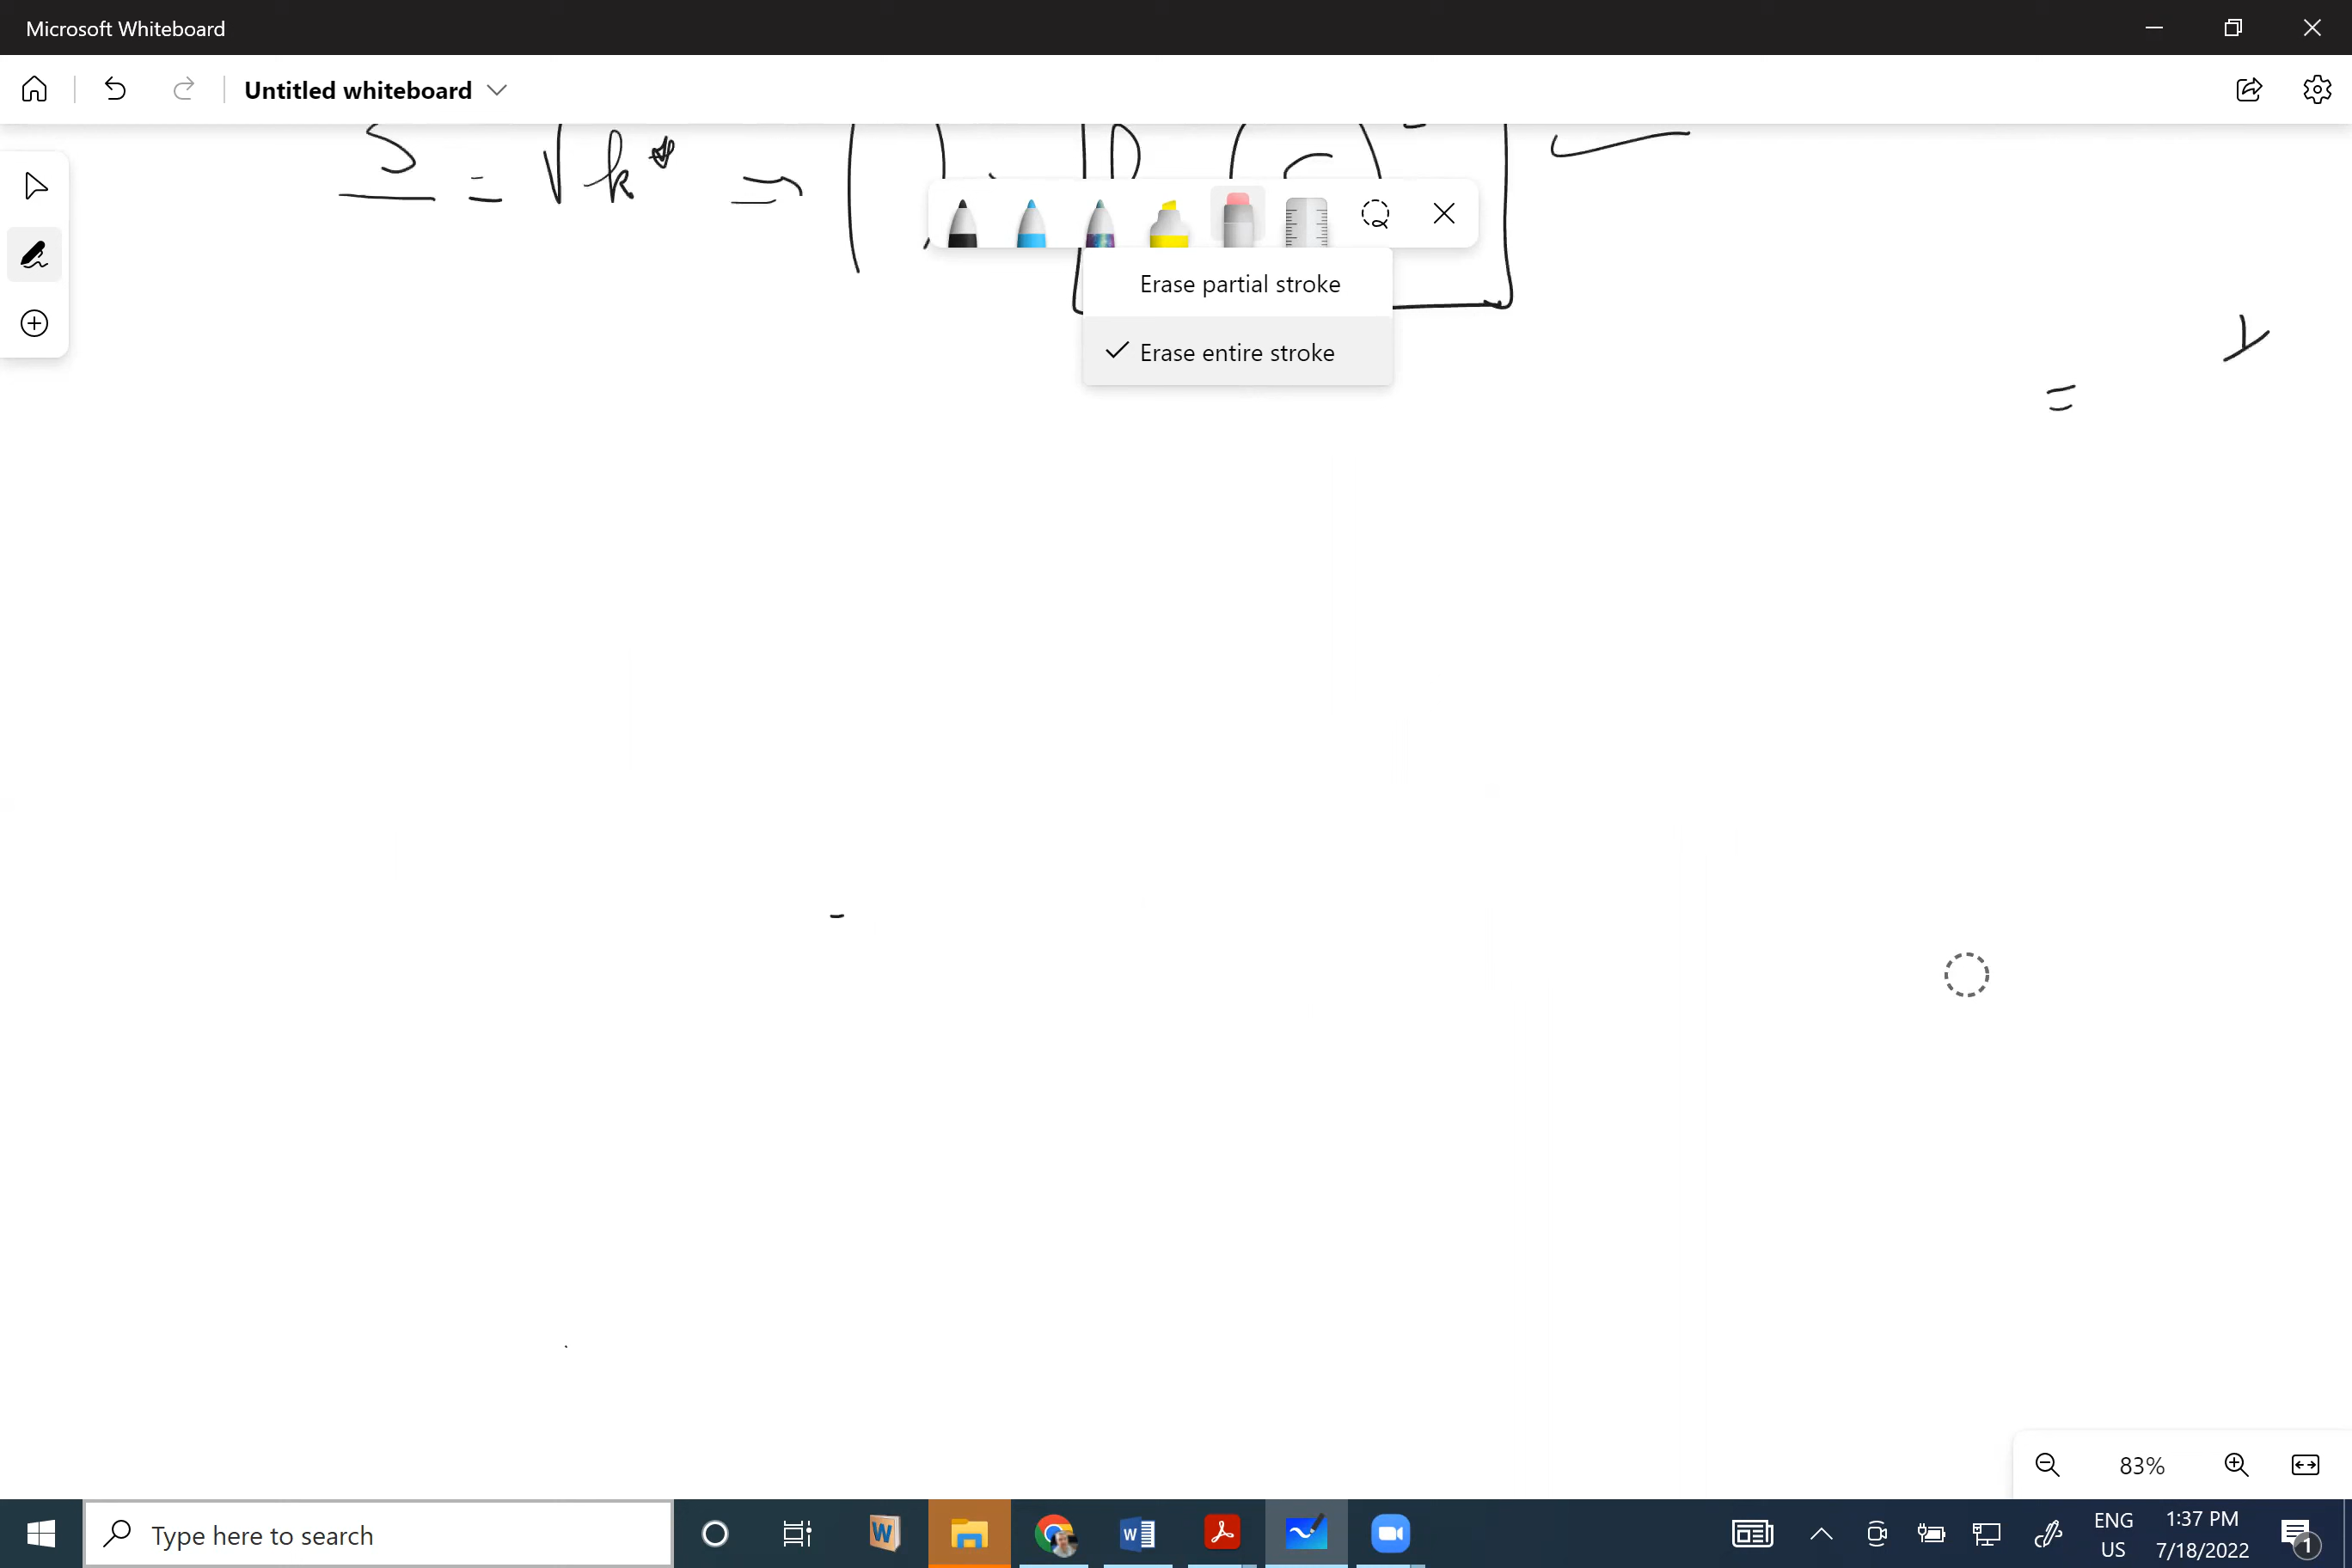 Microsoft Whiteboard
Untitled whiteboard
S = √k* =
Erase partial stroke
Erase entire stroke
=
83%
Type here to search
ENG
US
1:37 PM
7/18/2022
1